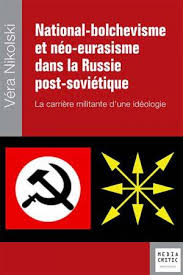 Véra Nikolski
National-bolchevisme
et néo-eurasisme
dans la Russie
post-soviétique
La carrière militante d'une idéologie
MEDIA
CRITIC